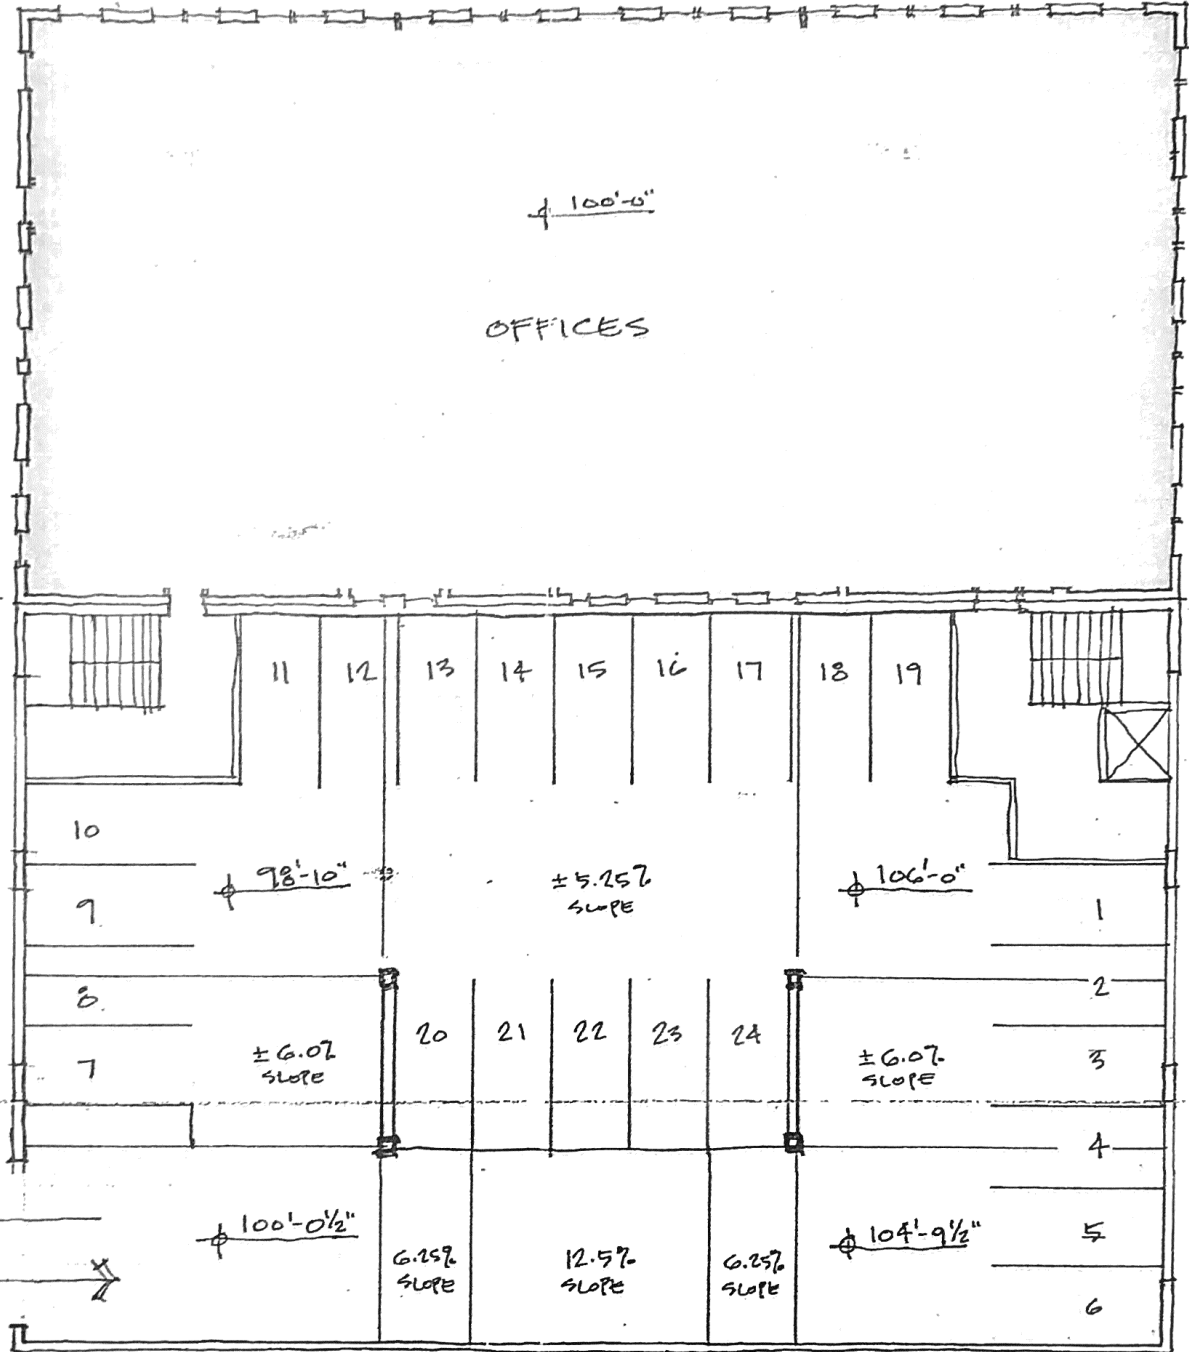 100'-0"
OFFICES
11 12 13 14 15 16 17 18 19
10
98'-10"
±5.25%
SLOPE
106'-0"
9
1
8
2
20 21 22 23 24
7
±6.0%
SLOPE
±6.0%
SLOPE
3
4
100'-0½"
104'-9½"
5
6.25%
SLOPE
12.5%
SLOPE
6.25%
SLOPE
6